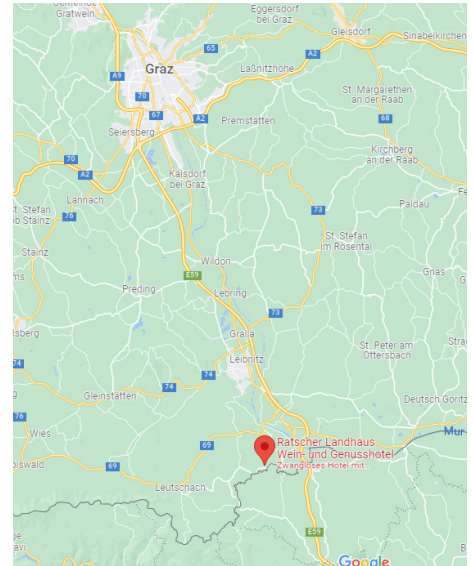 Gemeinde
Gratwein
Eggersdorf
bei Graz
Gleisdorf
Sinabelkirchen
65
A2
Graz
Laßnitzhöhe
A9
70
St. Margarethen
an der Raab
67
A2
Premstätten
68
Seiersberg
Kirchberg
an der Raab
70
A2
Kalsdorf
bei Graz
Lannach
Paldau
73
St. Stefan
ob Stainz
76
St. Stefan
im Rosental
Stainz
Wildon
Gnas
E59
Preding
Lebring
73
Gralla
St. Peter am
Ottersbach
Leibnitz
74
74
Gleinstätten
Deutsch Goritz
76
Wies
69
Ratscher Landhaus
Wein- und Genusshotel
Zwangloses Hotel mit
Mur
69
Leutschach
E59
Google